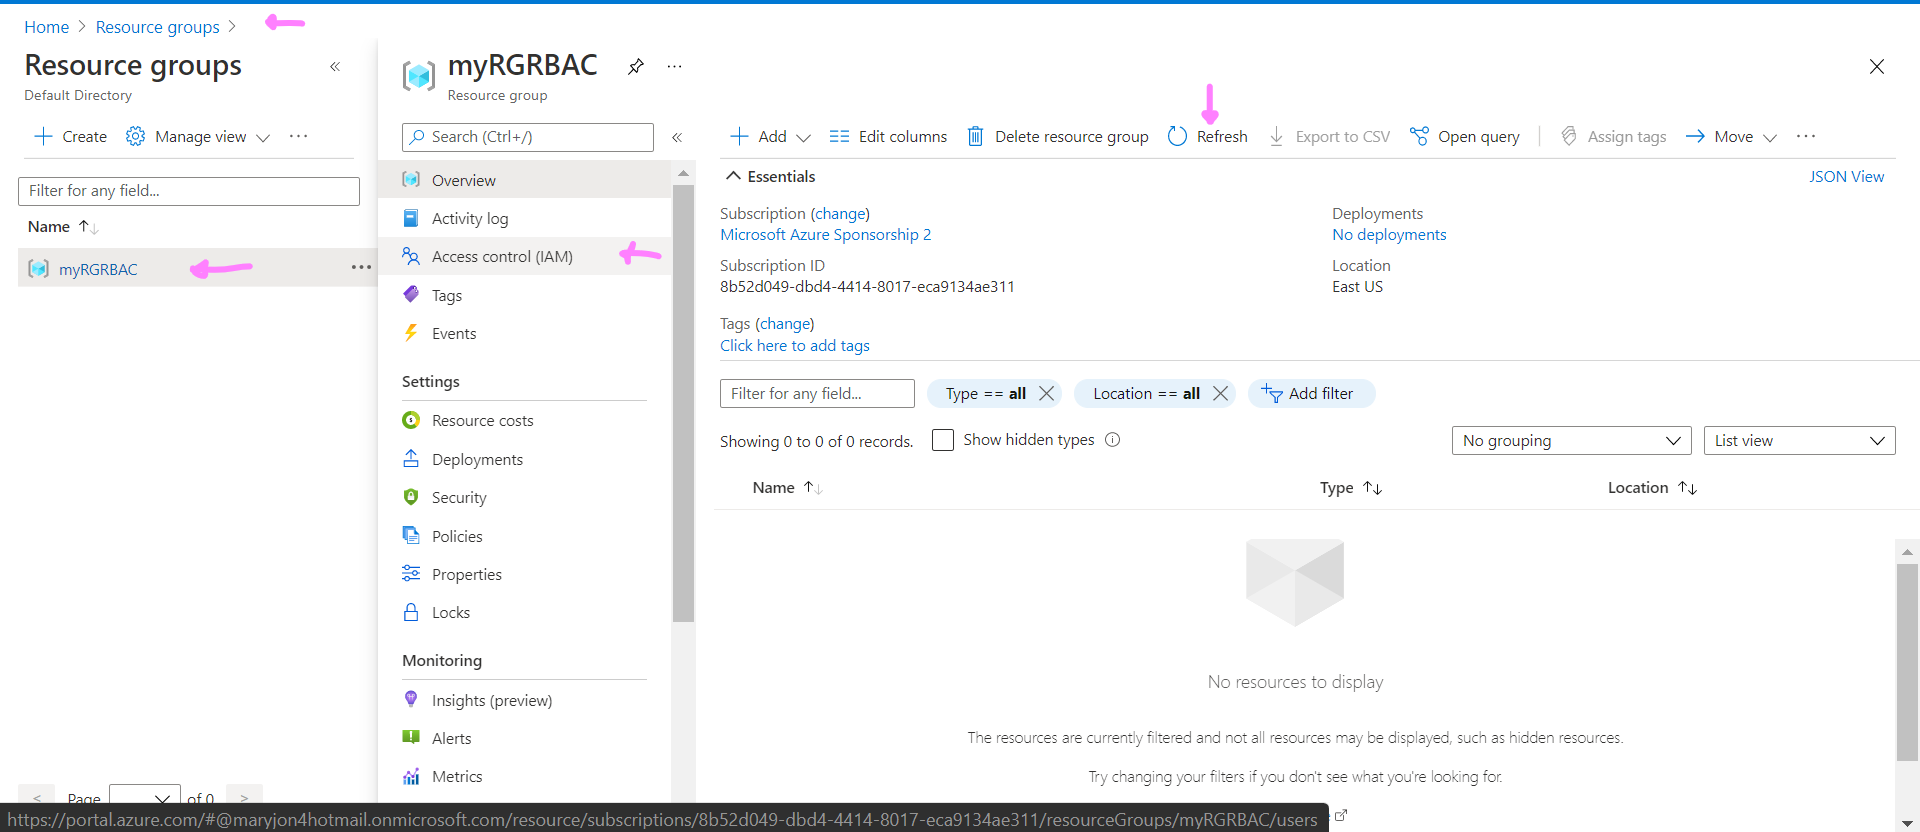 Home > Resource groups >
Resource groups «
Default Directory
+ Create Manage view ...
Filter for any field...
Name ↑↓
myRGRBAC ...
< Page of 0 >
myRGRBAC ...
Resource group
Search (Ctrl+/) «
Overview
Activity log
Access control (IAM)
Tags
Events
Settings
Resource costs
Deployments
Security
Policies
Properties
Locks
Monitoring
Insights (preview)
Alerts
Metrics
+ Add Edit columns Delete resource group Refresh Export to CSV Open query Assign tags → Move ...
Essentials JSON View
Subscription (change)
Microsoft Azure Sponsorship 2
Subscription ID
8b52d049-dbd4-4414-8017-eca9134ae311
Tags (change)
Click here to add tags
Deployments
No deployments
Location
East US
Filter for any field... Type == all Location == all Add filter
Showing 0 to 0 of 0 records. Show hidden types No grouping List view
Name ↑↓ Type ↑↓ Location ↑↓
No resources to display
The resources are currently filtered and not all resources may be displayed, such as hidden resources.
Try changing your filters if you don't see what you're looking for.
https://portal.azure.com/#@maryjon4hotmail.onmicrosoft.com/resource/subscriptions/8b52d049-dbd4-4414-8017-eca9134ae311/resourceGroups/myRGRBAC/users